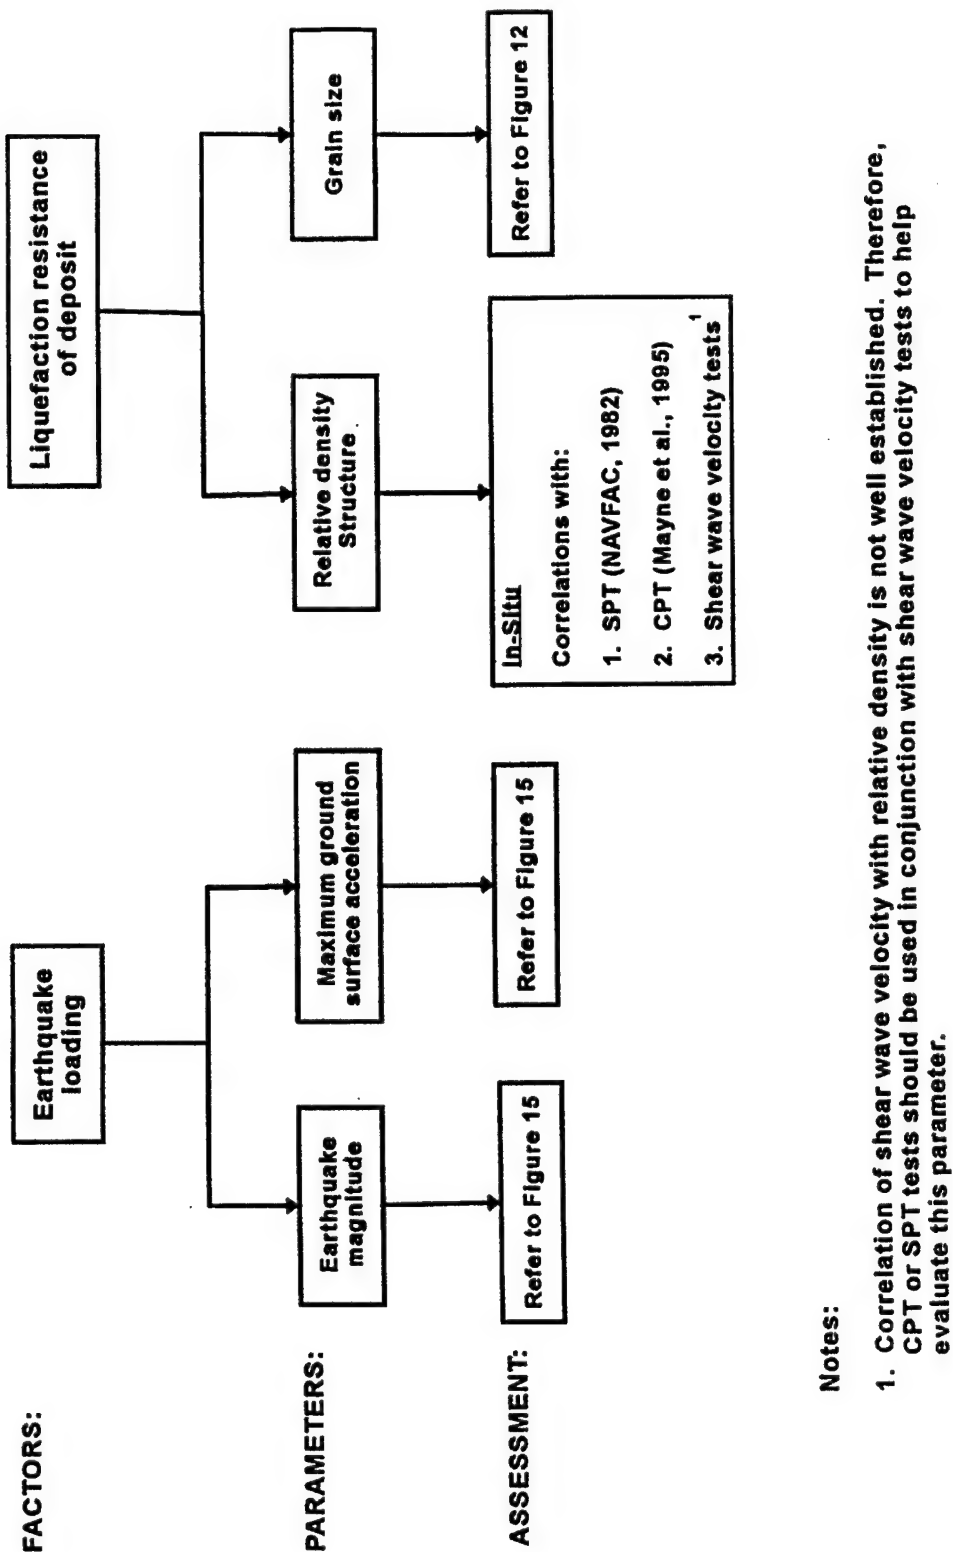 FACTORS:
Earthquake
loading
Liquefaction resistance
of deposit
PARAMETERS:
Earthquake
magnitude
Maximum ground
surface acceleration
Relative density
Structure
Grain size
ASSESSMENT:
Refer to Figure 15
Refer to Figure 15
In-Situ
Correlations with:
1. SPT (NAVFAC, 1982)
2. CPT (Mayne et al., 1995)
3. Shear wave velocity tests 1
Refer to Figure 12
Notes:
1. Correlation of shear wave velocity with relative density is not well established. Therefore,
CPT or SPT tests should be used in conjunction with shear wave velocity tests to help
evaluate this parameter.